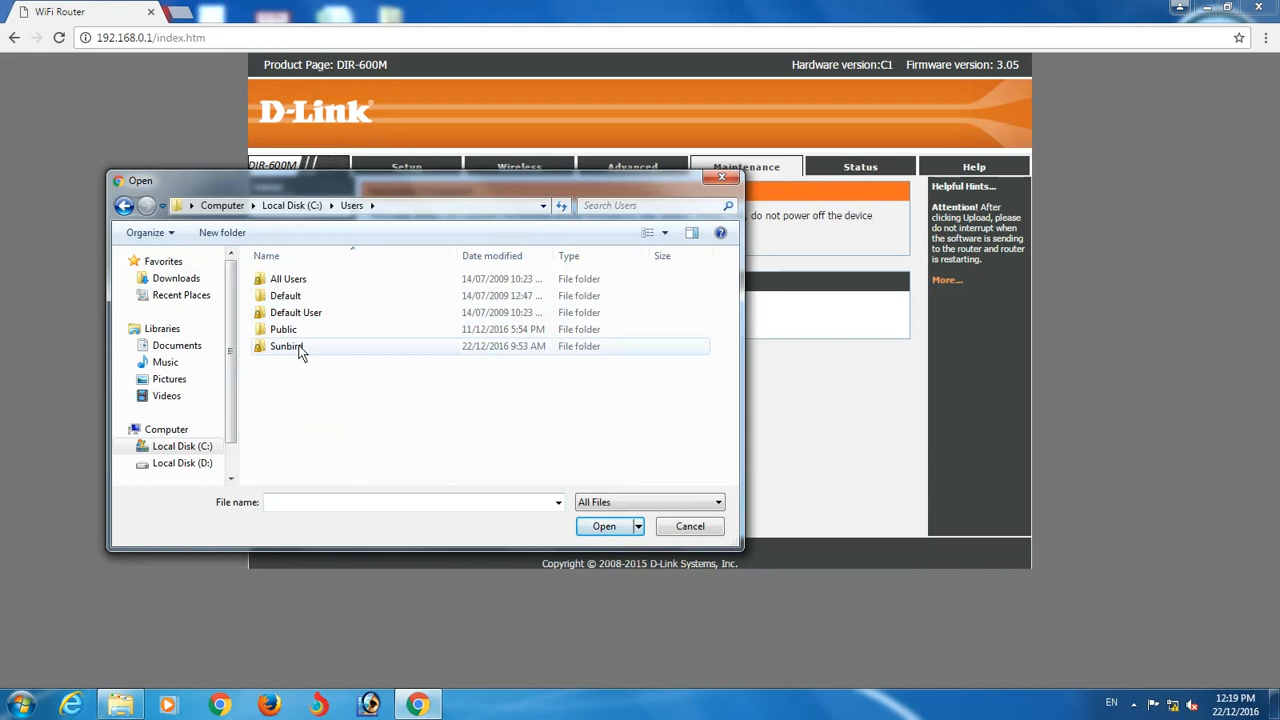 WiFi Router
192.168.0.1/index.htm
Product Page: DIR-600M
Hardware version:C1
Firmware version: 3.05
D-Link®
DIR-600M
Setup
Wireless
Advanced
Maintenance
Status
Help
Open
Computer
Local Disk (C:)
Users
Search Users
Organize
New folder
Name
Date modified
Type
Size
Favorites
Downloads
Recent Places
Libraries
Documents
Music
Pictures
Videos
Computer
Local Disk (C:)
Local Disk (D:)
All Users 14/07/2009 10:23 ... File folder
Default 14/07/2009 12:47 ... File folder
Default User 14/07/2009 10:23 ... File folder
Public 11/12/2016 5:54 PM File folder
Sunbird 22/12/2016 9:53 AM File folder
File name:
All Files
Open
Cancel
, do not power off the device
Helpful Hints...
Attention! After
clicking Upload, please
do not interrupt when
the software is sending
to the router and router
is restarting.
More...
Copyright © 2008-2015 D-Link Systems, Inc.
EN
12:19 PM
22/12/2016